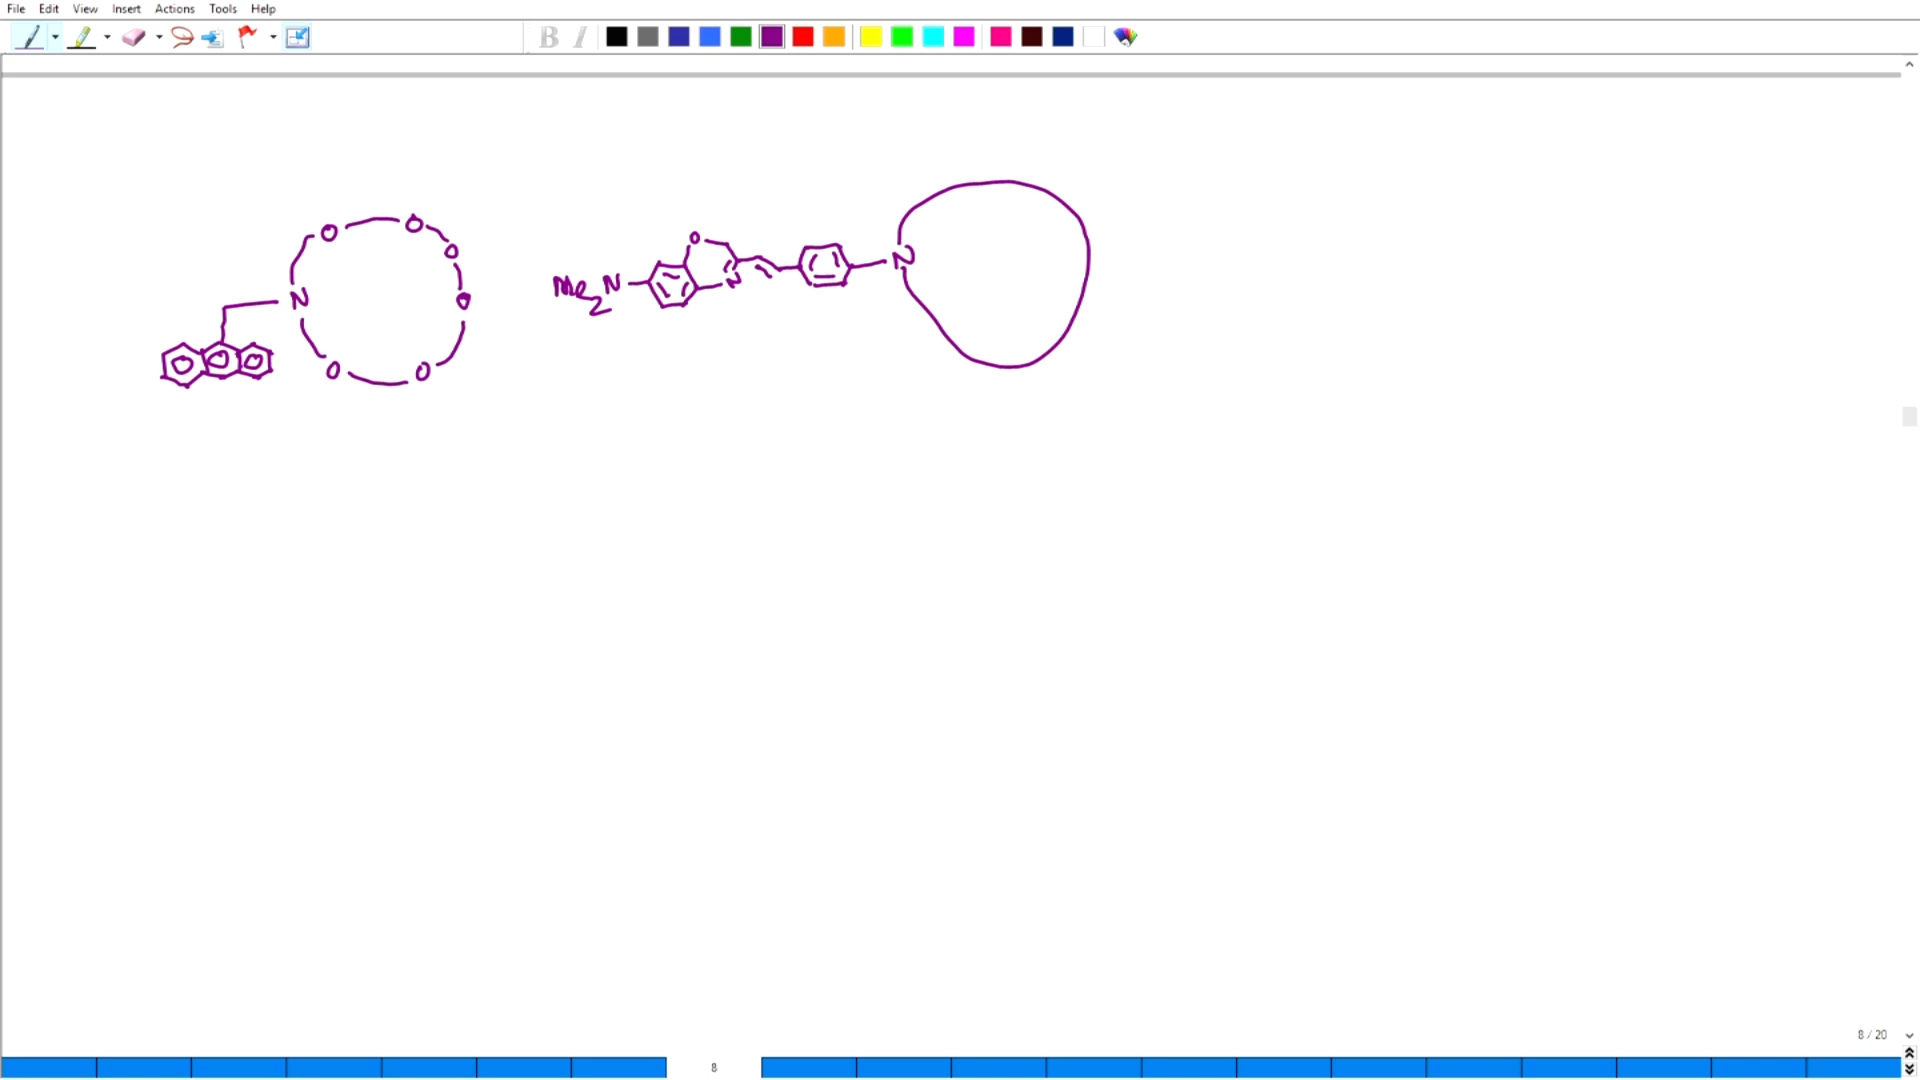 File Edit View Insert Actions Tools Help
B I
O O
O
N O
O O
O
Me2N N
N
8 / 20
8